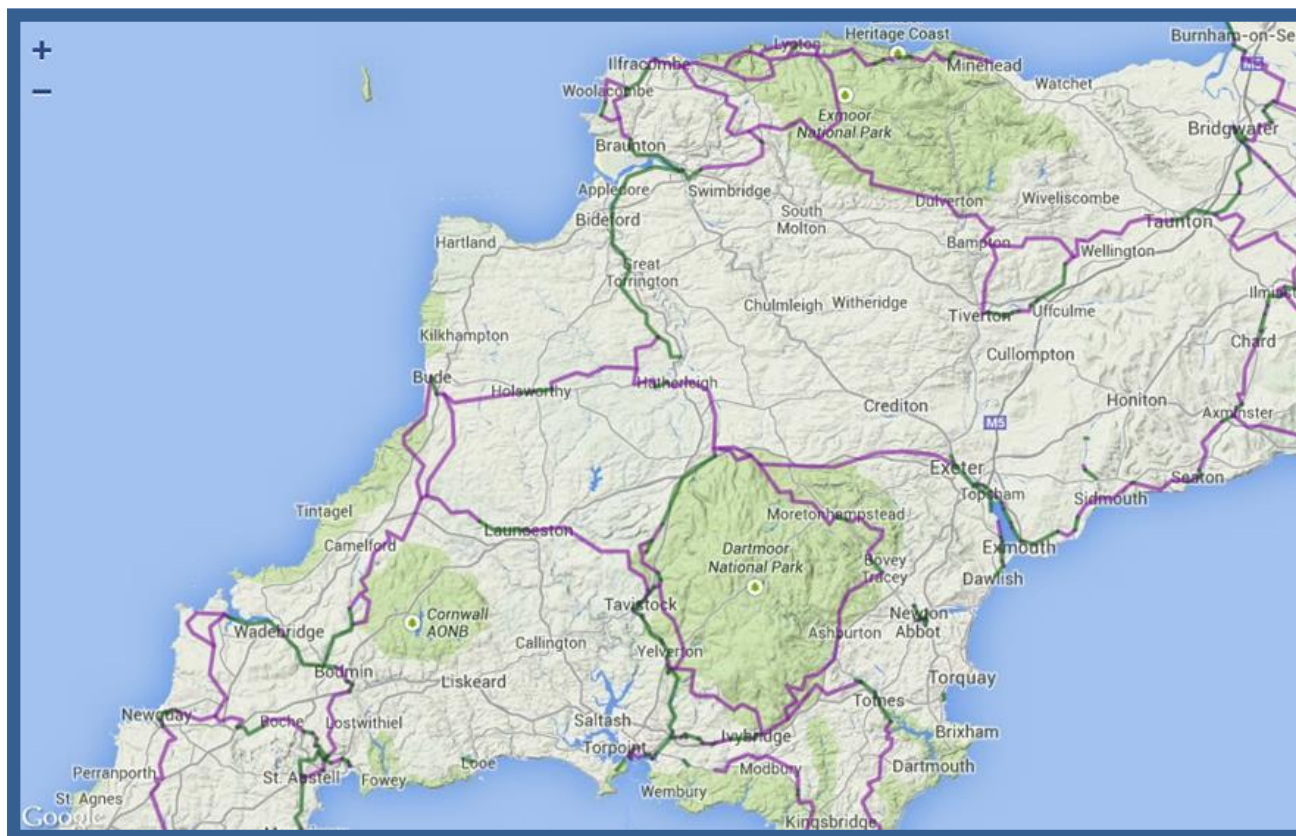 +
−
Heritage Coast
Burnham-on-Se
Lynton
Ilfracombe
Minehead
M5
Woolacombe
Watchet
Exmoor
National Park
Bridgwater
Braunton
Appledore
Swimbridge
Dulverton
Wiveliscombe
Bideford
South
Molton
Taunton
Hartland
Bampton
Wellington
Great
Torrington
Chulmleigh
Witheridge
Tiverton
Uffculme
Kilkhampton
Chard
Cullompton
Bude
Holsworthy
Hatherleigh
Crediton
Honiton
Axminster
M5
Exeter
Seaton
Topsham
Sidmouth
Tintagel
Moretonhampstead
Launceston
Camelford
Dartmoor
National Park
Exmouth
Bovey
Tracey
Dawlish
Tavistock
Cornwall
AONB
Newton
Abbot
Wadebridge
Callington
Ashburton
Yelverton
Bodmin
Liskeard
Torquay
Totnes
Newquay
Roche
Lostwithiel
Saltash
Ivybridge
Brixham
Torpoint
Perranporth
St. Austell
Fowey
Looe
Modbury
Dartmouth
St. Agnes
Wembury
Google
Kingsbridge